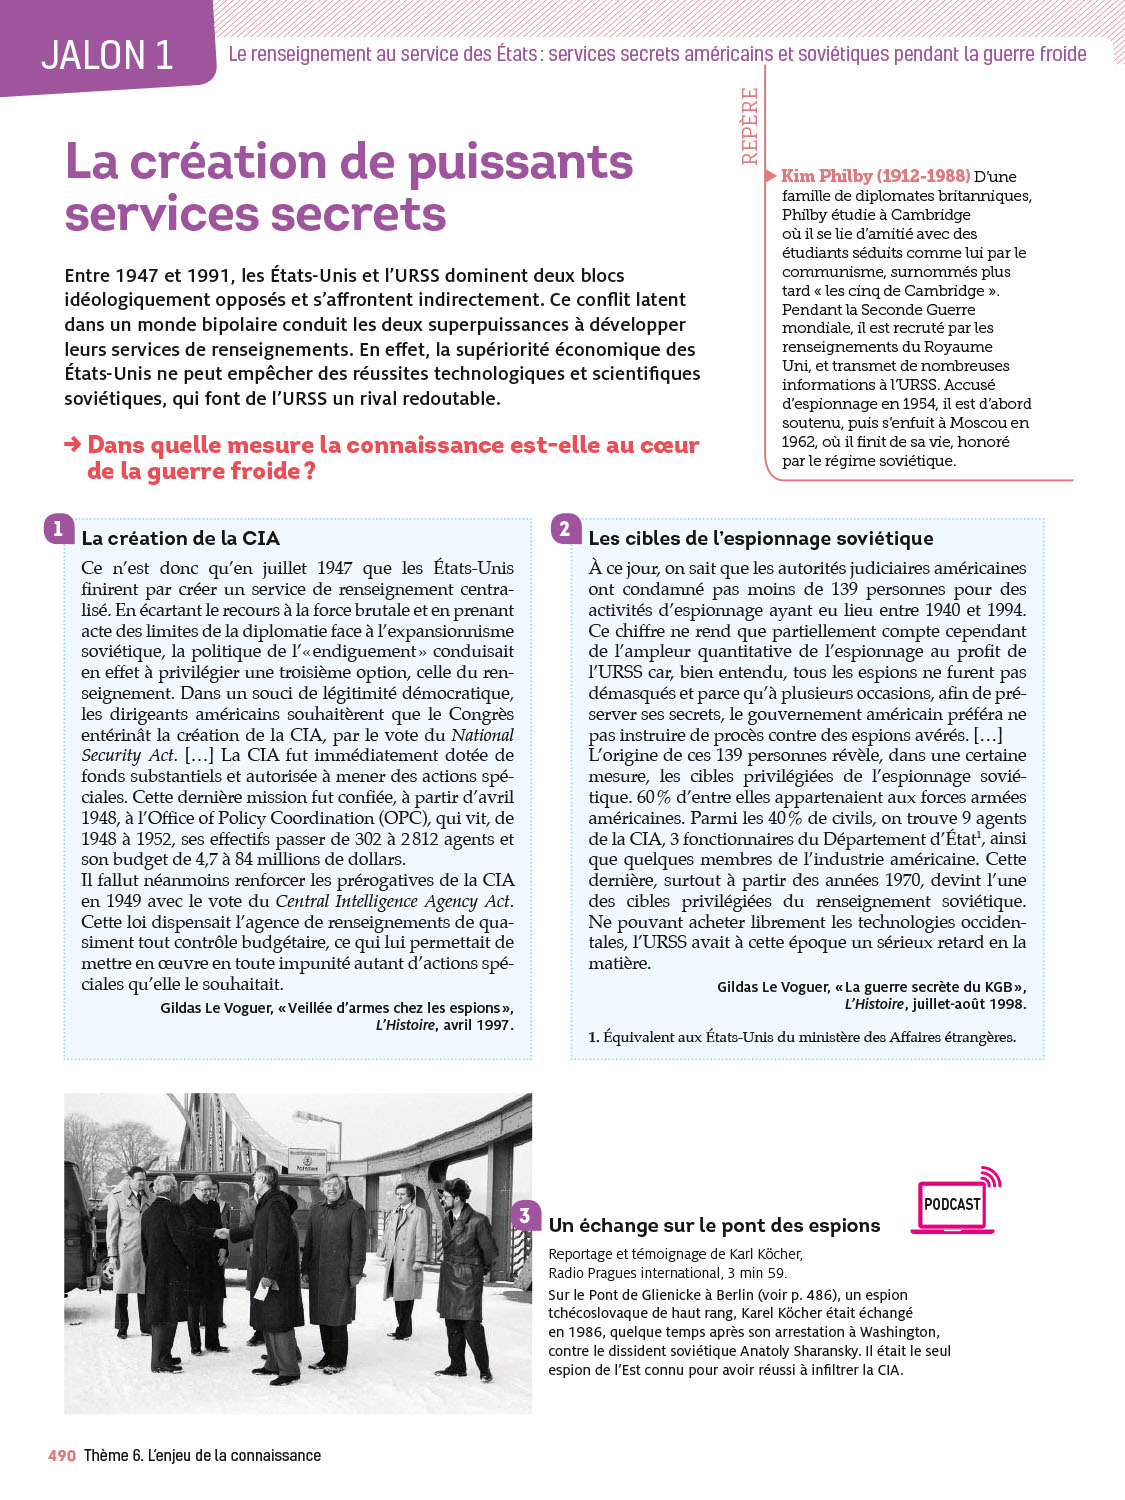 JALON 1
Le renseignement au service des États : services secrets américains et soviétiques pendant la guerre froide
La création de puissants
services secrets
Entre 1947 et 1991, les États-Unis et l'URSS dominent deux blocs
idéologiquement opposés et s'affrontent indirectement. Ce conflit latent
dans un monde bipolaire conduit les deux superpuissances à développer
leurs services de renseignements. En effet, la supériorité économique des
États-Unis ne peut empêcher des réussites technologiques et scientifiques
soviétiques, qui font de l'URSS un rival redoutable.
→ Dans quelle mesure la connaissance est-elle au cœur
de la guerre froide ?
REPÈRE
▶ Kim Philby (1912-1988) D'une
famille de diplomates britanniques,
Philby étudie à Cambridge
où il se lie d'amitié avec des
étudiants séduits comme lui par le
communisme, surnommés plus
tard « les cinq de Cambridge ».
Pendant la Seconde Guerre
mondiale, il est recruté par les
renseignements du Royaume
Uni, et transmet de nombreuses
informations à l'URSS. Accusé
d'espionnage en 1954, il est d'abord
soutenu, puis s'enfuit à Moscou en
1962, où il finit de sa vie, honoré
par le régime soviétique.
1
La création de la CIA
Ce n'est donc qu'en juillet 1947 que les États-Unis
finirent par créer un service de renseignement centra-
lisé. En écartant le recours à la force brutale et en prenant
acte des limites de la diplomatie face à l'expansionnisme
soviétique, la politique de l'« endiguement » conduisait
en effet à privilégier une troisième option, celle du ren-
seignement. Dans un souci de légitimité démocratique,
les dirigeants américains souhaitèrent que le Congrès
entérinât la création de la CIA, par le vote du National
Security Act. […] La CIA fut immédiatement dotée de
fonds substantiels et autorisée à mener des actions spé-
ciales. Cette dernière mission fut confiée, à partir d'avril
1948, à l'Office of Policy Coordination (OPC), qui vit, de
1948 à 1952, ses effectifs passer de 302 à 2 812 agents et
son budget de 4,7 à 84 millions de dollars.
Il fallut néanmoins renforcer les prérogatives de la CIA
en 1949 avec le vote du Central Intelligence Agency Act.
Cette loi dispensait l'agence de renseignements de qua-
siment tout contrôle budgétaire, ce qui lui permettait de
mettre en œuvre en toute impunité autant d'actions spé-
ciales qu'elle le souhaitait.
Gildas Le Voguer, « Veillée d'armes chez les espions »,
L'Histoire, avril 1997.
2
Les cibles de l'espionnage soviétique
À ce jour, on sait que les autorités judiciaires américaines
ont condamné pas moins de 139 personnes pour des
activités d'espionnage ayant eu lieu entre 1940 et 1994.
Ce chiffre ne rend que partiellement compte cependant
de l'ampleur quantitative de l'espionnage au profit de
l'URSS car, bien entendu, tous les espions ne furent pas
démasqués et parce qu'à plusieurs occasions, afin de pré-
server ses secrets, le gouvernement américain préféra ne
pas instruire de procès contre des espions avérés. […]
L'origine de ces 139 personnes révèle, dans une certaine
mesure, les cibles privilégiées de l'espionnage sovié-
tique. 60 % d'entre elles appartenaient aux forces armées
américaines. Parmi les 40 % de civils, on trouve 9 agents
de la CIA, 3 fonctionnaires du Département d'État¹, ainsi
que quelques membres de l'industrie américaine. Cette
dernière, surtout à partir des années 1970, devint l'une
des cibles privilégiées du renseignement soviétique.
Ne pouvant acheter librement les technologies occiden-
tales, l'URSS avait à cette époque un sérieux retard en la
matière.
Gildas Le Voguer, « La guerre secrète du KGB »,
L'Histoire, juillet-août 1998.
1. Équivalent aux États-Unis du ministère des Affaires étrangères.
Potsdam
3
Un échange sur le pont des espions
PODCAST
Reportage et témoignage de Karl Köcher,
Radio Pragues international, 3 min 59.
Sur le Pont de Glienicke à Berlin (voir p. 486), un espion
tchécoslovaque de haut rang, Karel Köcher était échangé
en 1986, quelque temps après son arrestation à Washington,
contre le dissident soviétique Anatoly Sharansky. Il était le seul
espion de l'Est connu pour avoir réussi à infiltrer la CIA.
490 Thème 6. L'enjeu de la connaissance